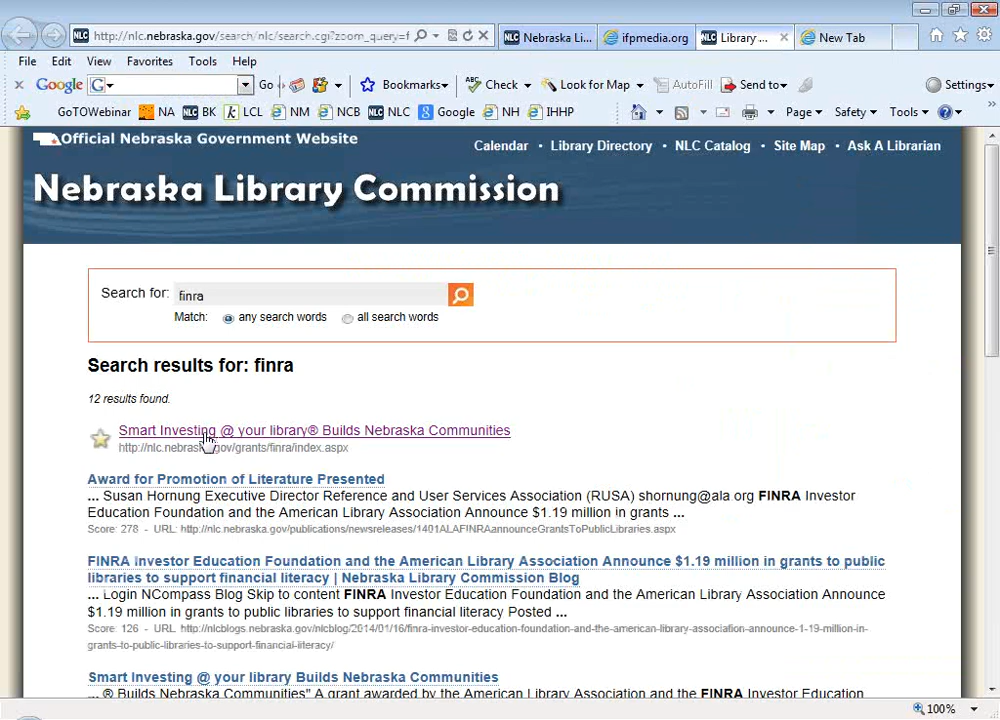 http://nlc.nebraska.gov/search/nlc/search.cgi?zoom_query=f
NLC Nebraska Li...
ifpmedia.org
NLC Library ...
New Tab
File Edit View Favorites Tools Help
Google G Go Bookmarks Check Look for Map AutoFill Send to Settings
GoTOWebinar NA NLC BK LCL NM NCB NLC NLC Google NH IHHP Page Safety Tools
Official Nebraska Government Website
Calendar • Library Directory • NLC Catalog • Site Map • Ask A Librarian
Nebraska Library Commission
Search for: finra
Match: any search words all search words
Search results for: finra
12 results found.
Smart Investing @ your library® Builds Nebraska Communities
http://nlc.nebraska.gov/grants/finra/index.aspx
Award for Promotion of Literature Presented
... Susan Hornung Executive Director Reference and User Services Association (RUSA) shornung@ala org FINRA Investor
Education Foundation and the American Library Association Announce $1.19 million in grants ...
Score: 278 - URL: http://nlc.nebraska.gov/publications/newsreleases/1401ALAFINRAannounceGrantsToPublicLibraries.aspx
FINRA Investor Education Foundation and the American Library Association Announce $1.19 million in grants to public
libraries to support financial literacy | Nebraska Library Commission Blog
... Login NCompass Blog Skip to content FINRA Investor Education Foundation and the American Library Association Announce
$1.19 million in grants to public libraries to support financial literacy Posted ...
Score: 126 - URL: http://nlcblogs.nebraska.gov/nlcblog/2014/01/16/finra-investor-education-foundation-and-the-american-library-association-announce-1-19-million-in-
grants-to-public-libraries-to-support-financial-literacy/
Smart Investing @ your library Builds Nebraska Communities
... ® Builds Nebraska Communities" A grant awarded by the American Library Association and the FINRA Investor Education
100%